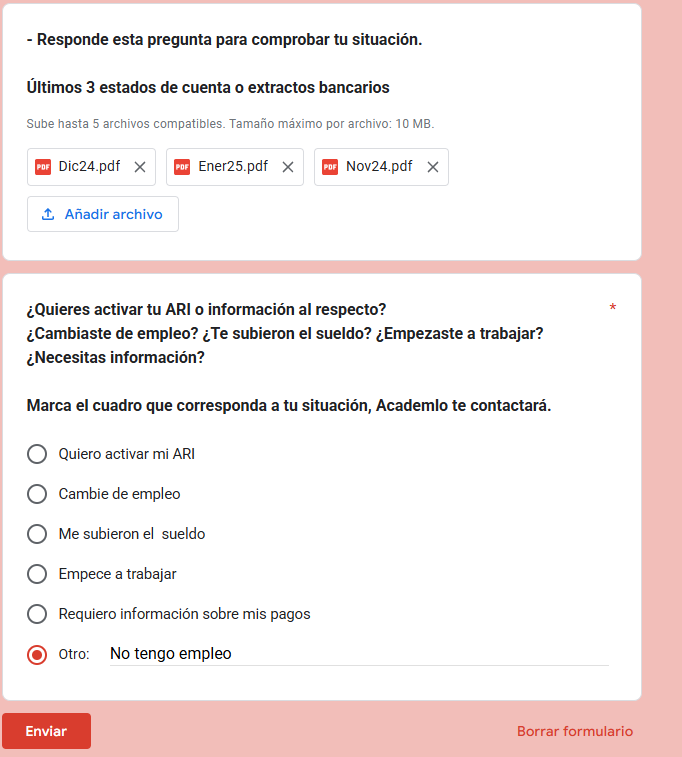 - Responde esta pregunta para comprobar tu situación.
Últimos 3 estados de cuenta o extractos bancarios
Sube hasta 5 archivos compatibles. Tamaño máximo por archivo: 10 MB.
PDF Dic24.pdf PDF Ener25.pdf PDF Nov24.pdf
Añadir archivo
¿Quieres activar tu ARI o información al respecto? *
¿Cambiaste de empleo? ¿Te subieron el sueldo? ¿Empezaste a trabajar?
¿Necesitas información?
Marca el cuadro que corresponda a tu situación, Academlo te contactará.
Quiero activar mi ARI
Cambie de empleo
Me subieron el  sueldo
Empece a trabajar
Requiero información sobre mis pagos
Otro: No tengo empleo
Enviar Borrar formulario